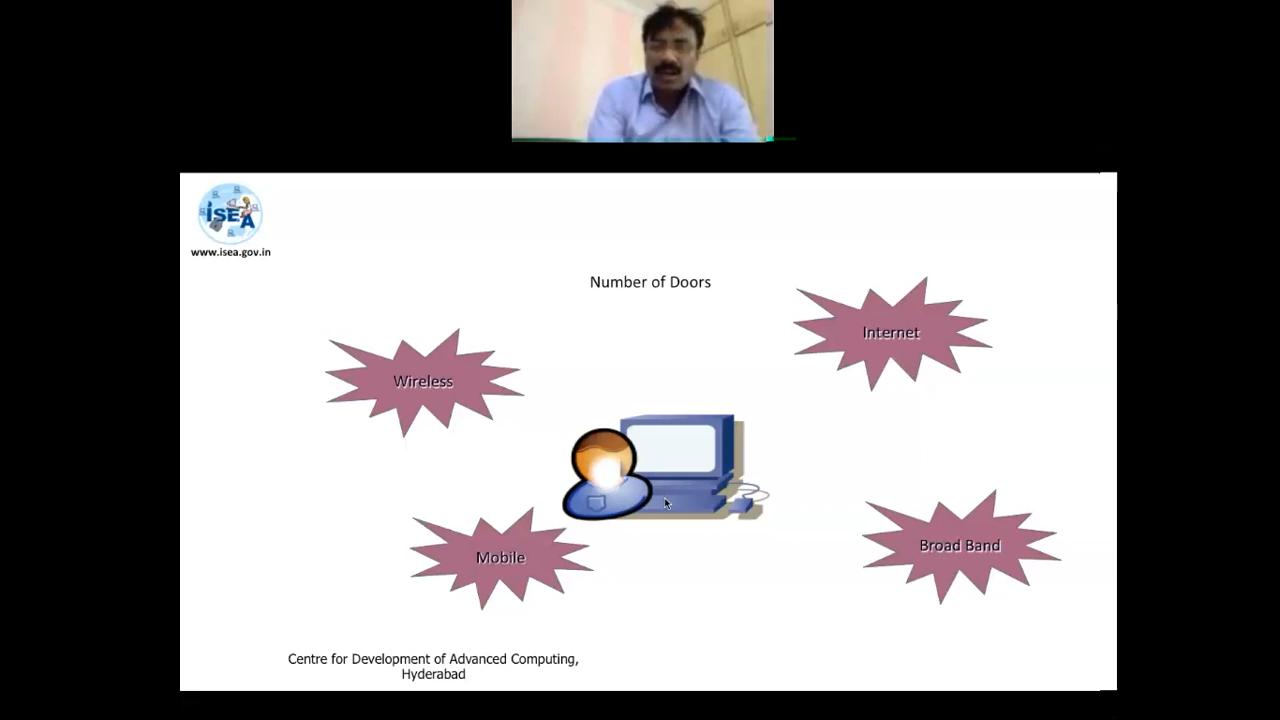 iSEA
www.isea.gov.in
Number of Doors
Internet
Wireless
Broad Band
Mobile
Centre for Development of Advanced Computing,
Hyderabad